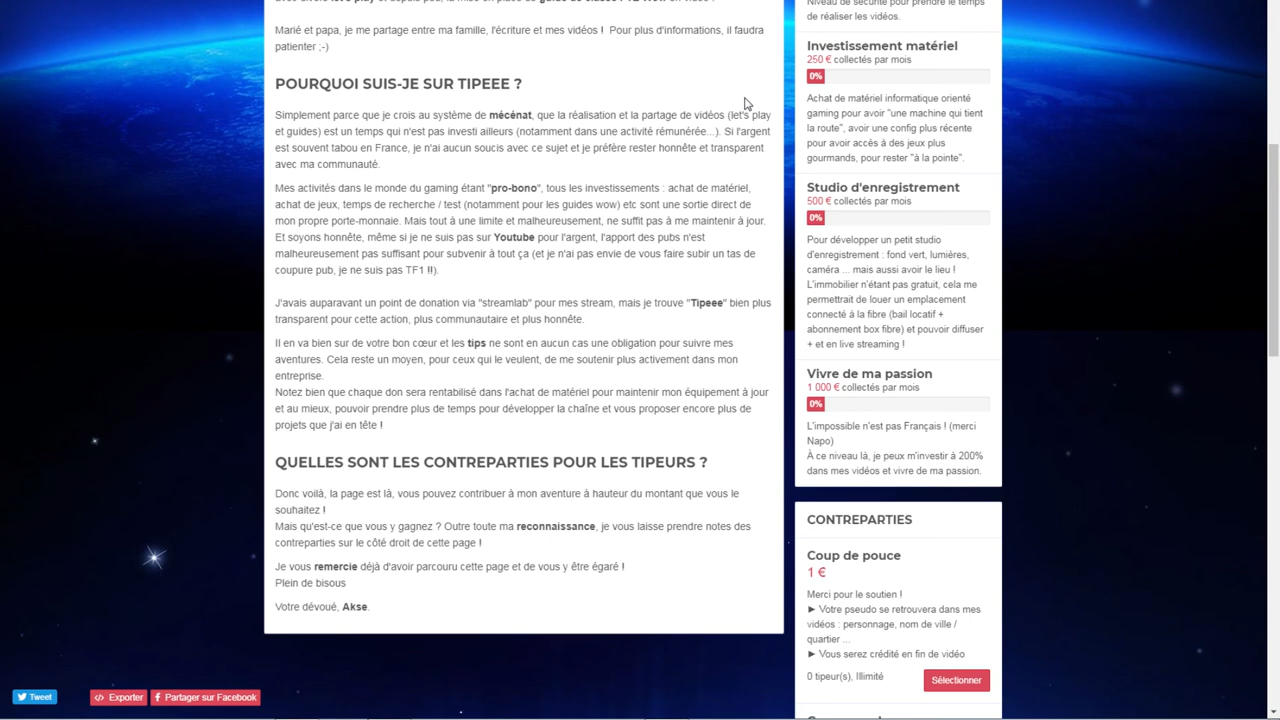 Marié et papa, je me partage entre ma famille, l'écriture et mes vidéos !  Pour plus d'informations, il faudra
patienter ;-)
POURQUOI SUIS-JE SUR TIPEEE ?
Simplement parce que je crois au système de mécénat, que la réalisation et la partage de vidéos (let's play
et guides) est un temps qui n'est pas investi ailleurs (notamment dans une activité rémunérée...). Si l'argent
est souvent tabou en France, je n'ai aucun soucis avec ce sujet et je préfère rester honnête et transparent
avec ma communauté.
Mes activités dans le monde du gaming étant "pro-bono", tous les investissements : achat de matériel,
achat de jeux, temps de recherche / test (notamment pour les guides wow) etc sont une sortie direct de
mon propre porte-monnaie. Mais tout à une limite et malheureusement, ne suffit pas à me maintenir à jour.
Et soyons honnête, même si je ne suis pas sur Youtube pour l'argent, l'apport des pubs n'est
malheureusement pas suffisant pour subvenir à tout ça (et je n'ai pas envie de vous faire subir un tas de
coupure pub, je ne suis pas TF1 !!).
J'avais auparavant un point de donation via "streamlab" pour mes stream, mais je trouve "Tipeee" bien plus
transparent pour cette action, plus communautaire et plus honnête.
Il en va bien sur de votre bon cœur et les tips ne sont en aucun cas une obligation pour suivre mes
aventures. Cela reste un moyen, pour ceux qui le veulent, de me soutenir plus activement dans mon
entreprise.
Notez bien que chaque don sera rentabilisé dans l'achat de matériel pour maintenir mon équipement à jour
et au mieux, pouvoir prendre plus de temps pour développer la chaîne et vous proposer encore plus de
projets que j'ai en tête !
QUELLES SONT LES CONTREPARTIES POUR LES TIPEURS ?
Donc voilà, la page est là, vous pouvez contribuer à mon aventure à hauteur du montant que vous le
souhaitez !
Mais qu'est-ce que vous y gagnez ? Outre toute ma reconnaissance, je vous laisse prendre notes des
contreparties sur le côté droit de cette page !
Je vous remercie déjà d'avoir parcouru cette page et de vous y être égaré !
Plein de bisous
Votre dévoué, Akse.
Tweet
Exporter
Partager sur Facebook
de réaliser les vidéos.
Investissement matériel
250 € collectés par mois
0%
Achat de matériel informatique orienté
gaming pour avoir "une machine qui tient
la route", avoir une config plus récente
pour avoir accès à des jeux plus
gourmands, pour rester "à la pointe".
Studio d'enregistrement
500 € collectés par mois
0%
Pour développer un petit studio
d'enregistrement : fond vert, lumières,
caméra ... mais aussi avoir le lieu !
L'immobilier n'étant pas gratuit, cela me
permettrait de louer un emplacement
connecté à la fibre (bail locatif +
abonnement box fibre) et pouvoir diffuser
+ et en live streaming !
Vivre de ma passion
1 000 € collectés par mois
0%
L'impossible n'est pas Français ! (merci
Napo)
À ce niveau là, je peux m'investir à 200%
dans mes vidéos et vivre de ma passion.
CONTREPARTIES
Coup de pouce
1 €
Merci pour le soutien !
► Votre pseudo se retrouvera dans mes
vidéos : personnage, nom de ville /
quartier ...
► Vous serez crédité en fin de vidéo
0 tipeur(s), Illimité
Sélectionner